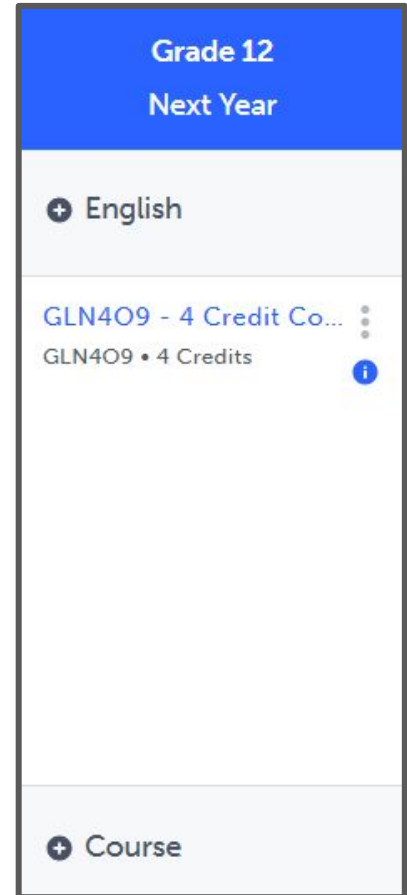 Grade 12
Next Year
English
GLN4O9 - 4 Credit Co...
GLN4O9 • 4 Credits
Course